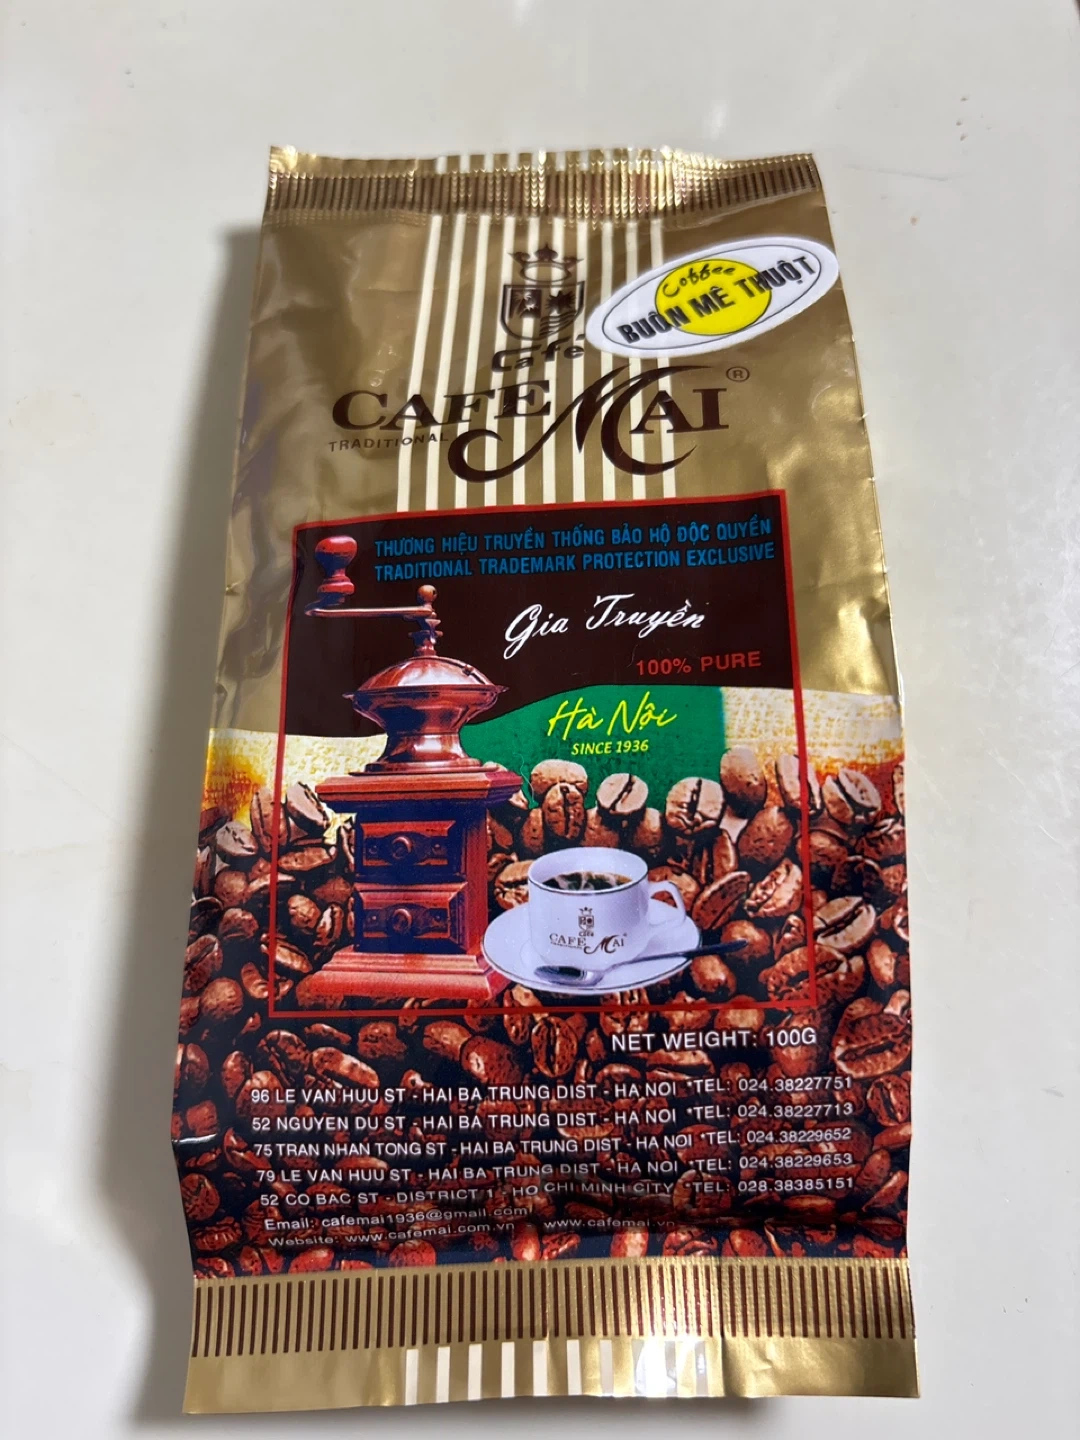 Coffee
BUÔN MÊ THUỘT
Café
CAFE MAI ®
TRADITIONAL
THƯƠNG HIỆU TRUYỀN THỐNG BẢO HỘ ĐỘC QUYỀN
TRADITIONAL TRADEMARK PROTECTION EXCLUSIVE
Gia Truyền
100% PURE
Hà Nội
SINCE 1936
Café
CAFE MAI
NET WEIGHT: 100G
96 LE VAN HUU ST - HAI BA TRUNG DIST - HA NOI *TEL: 024.38227751
52 NGUYEN DU ST - HAI BA TRUNG DIST - HA NOI *TEL: 024.38227713
75 TRAN NHAN TONG ST - HAI BA TRUNG DIST - HA NOI *TEL: 024.38229652
79 LE VAN HUU ST - HAI BA TRUNG DIST - HA NOI *TEL: 024.38229653
52 CO BAC ST - DISTRICT 1 - HO CHI MINH CITY *TEL: 028.38385151
Email: cafemai1936@gmail.com
Website: www.cafemai.com.vn www.cafemai.vn